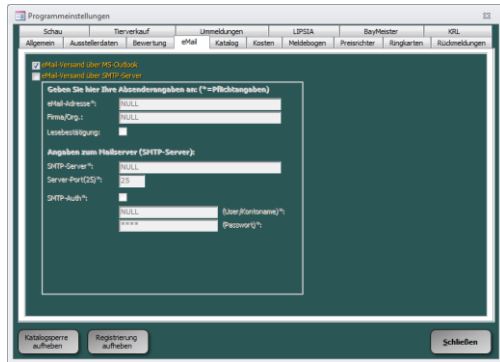 Programmeinstellungen
Schau Tierverkauf Ummeldungen LIPSIA BayMeister KRL
Allgemein Ausstellerdaten Bewertung eMail Katalog Kosten Meldebogen Preisrichter Ringkarten Rückmeldungen
eMail-Versand über MS-Outlook
eMail-Versand über SMTP-Server
Geben Sie hier Ihre Absenderangaben an: (*=Pflichtangaben)
eMail-Adresse*: NULL
Firma/Org.: NULL
Lesebestätigung:
Angaben zum Mailserver (SMTP-Server):
SMTP-Server*: NULL
Server-Port(25)*: 25
SMTP-Auth*:
NULL (User/Kontoname)*:
**** (Passwort)*:
Katalogsperre aufheben Registrierung aufheben Schließen